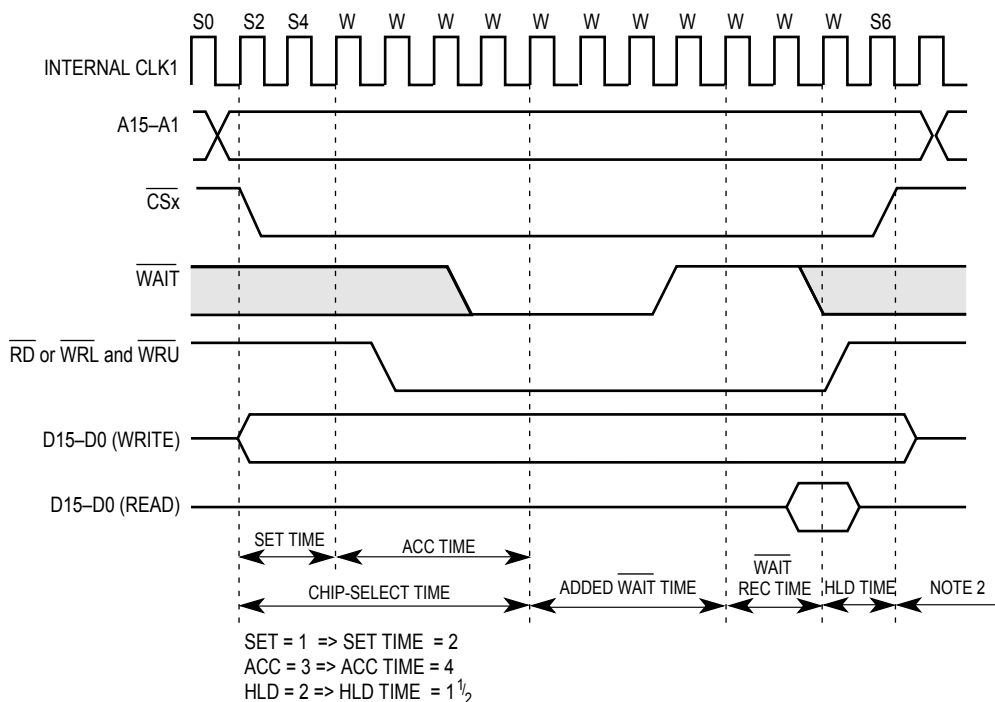 S0 S2 S4 W W W W W W W W W W W S6
INTERNAL CLK1
A15–A1
CSx
WAIT
RD or WRL and WRU
D15–D0 (WRITE)
D15–D0 (READ)
SET TIME ACC TIME WAIT REC TIME HLD TIME NOTE 2
CHIP-SELECT TIME ADDED WAIT TIME
SET = 1 => SET TIME = 2
ACC = 3 => ACC TIME = 4
HLD = 2 => HLD TIME = 1 1/2